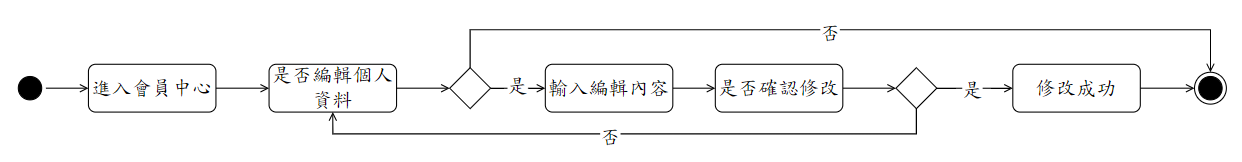 否
進入會員中心
是否編輯個人
資料
是
輸入編輯內容
是否確認修改
是
修改成功
否